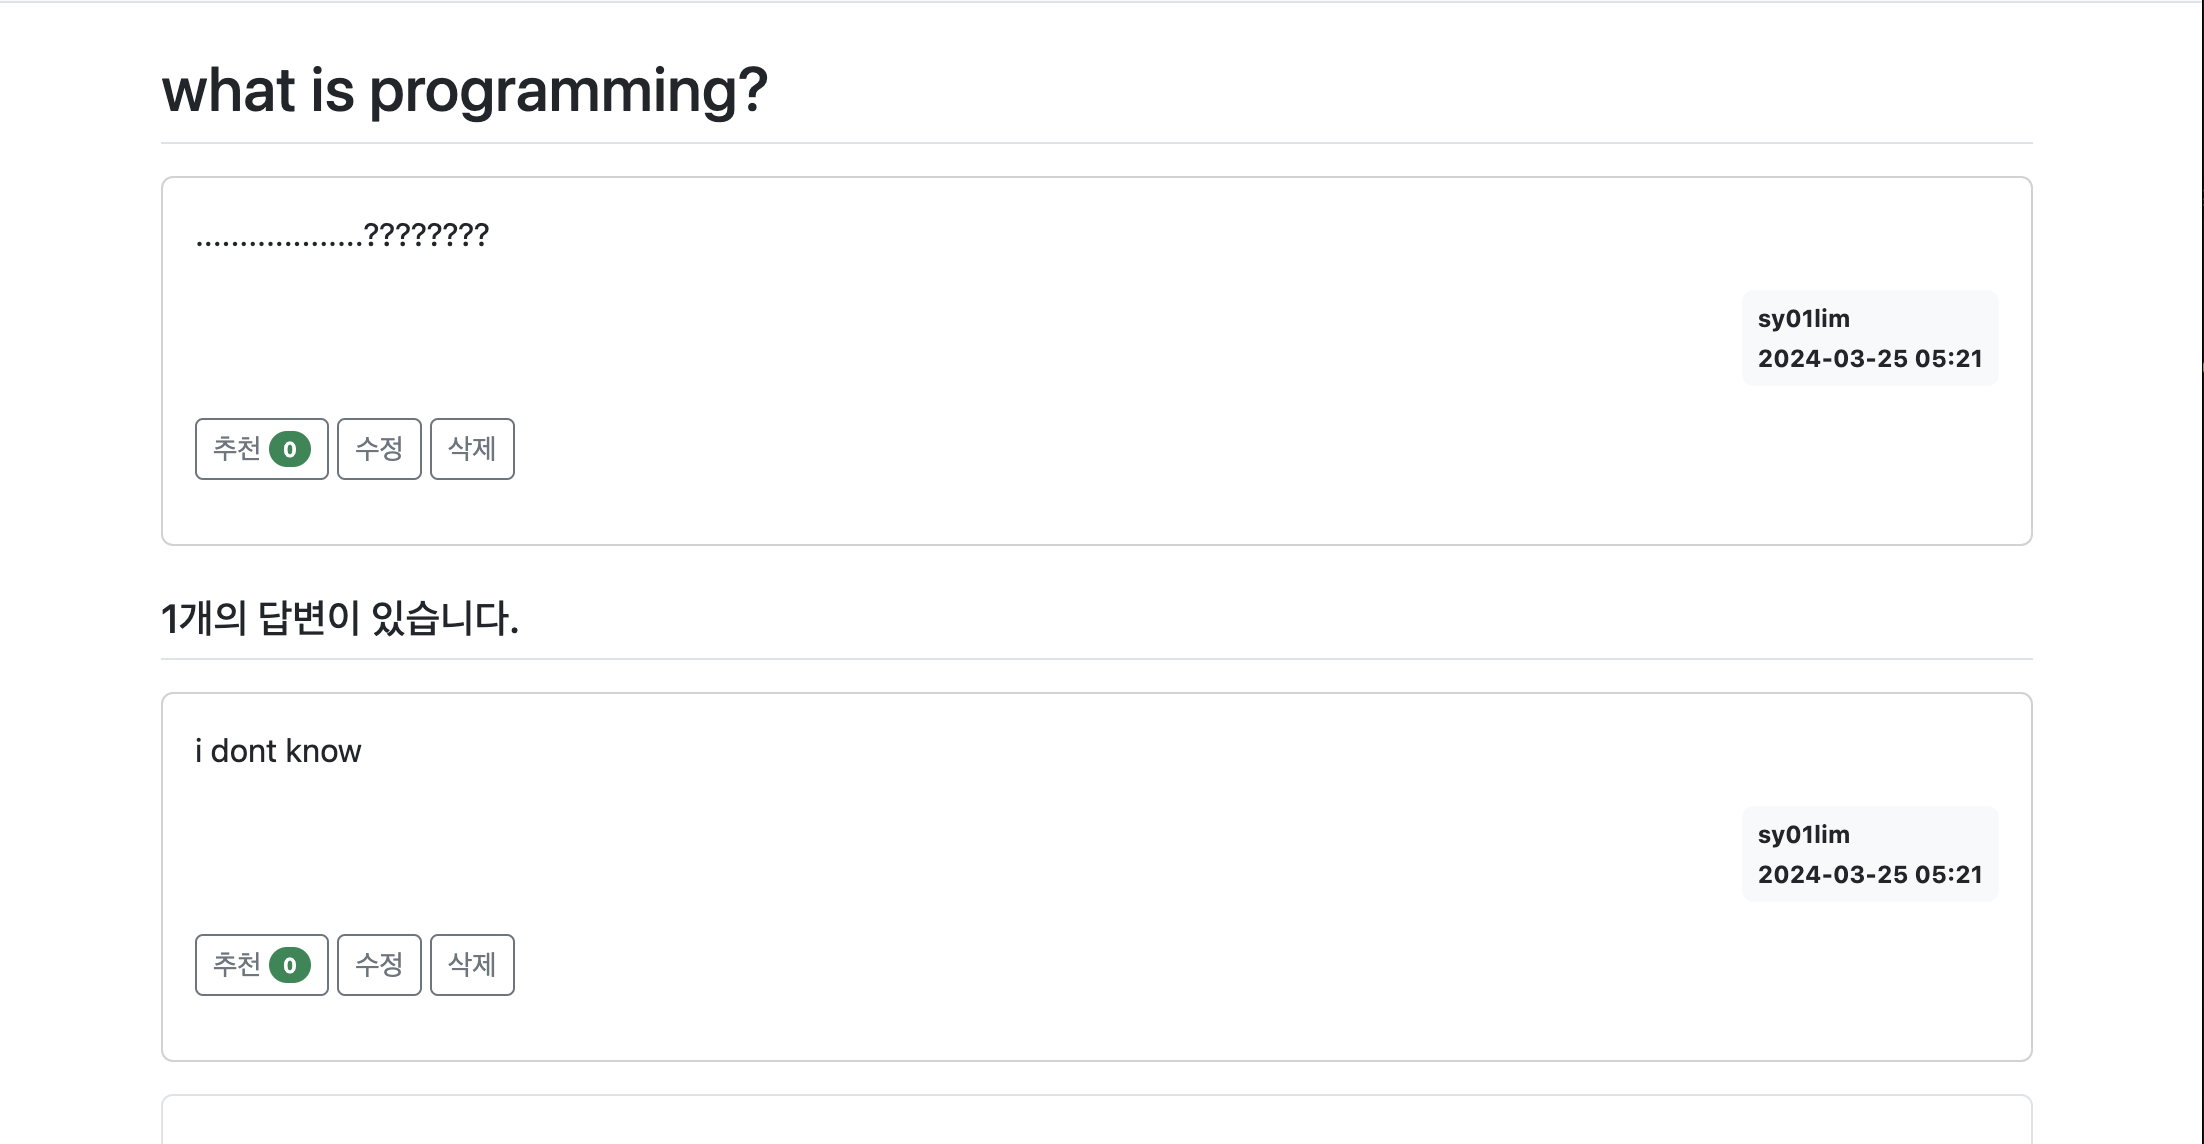 what is programming?
...................????????
sy01lim
2024-03-25 05:21
추천 0 수정 삭제
1개의 답변이 있습니다.
i dont know
sy01lim
2024-03-25 05:21
추천 0 수정 삭제